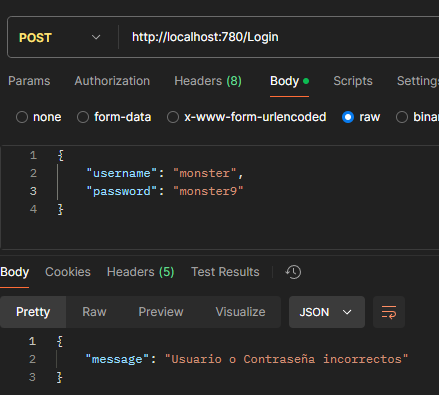 POST http://localhost:780/Login
Params Authorization Headers (8) Body Scripts Settings
none form-data x-www-form-urlencoded raw
1 {
2 "username": "monster",
3 "password": "monster9"
4 }
Body Cookies Headers (5) Test Results
Pretty Raw Preview Visualize JSON
1 {
2 "message": "Usuario o Contraseña incorrectos"
3 }